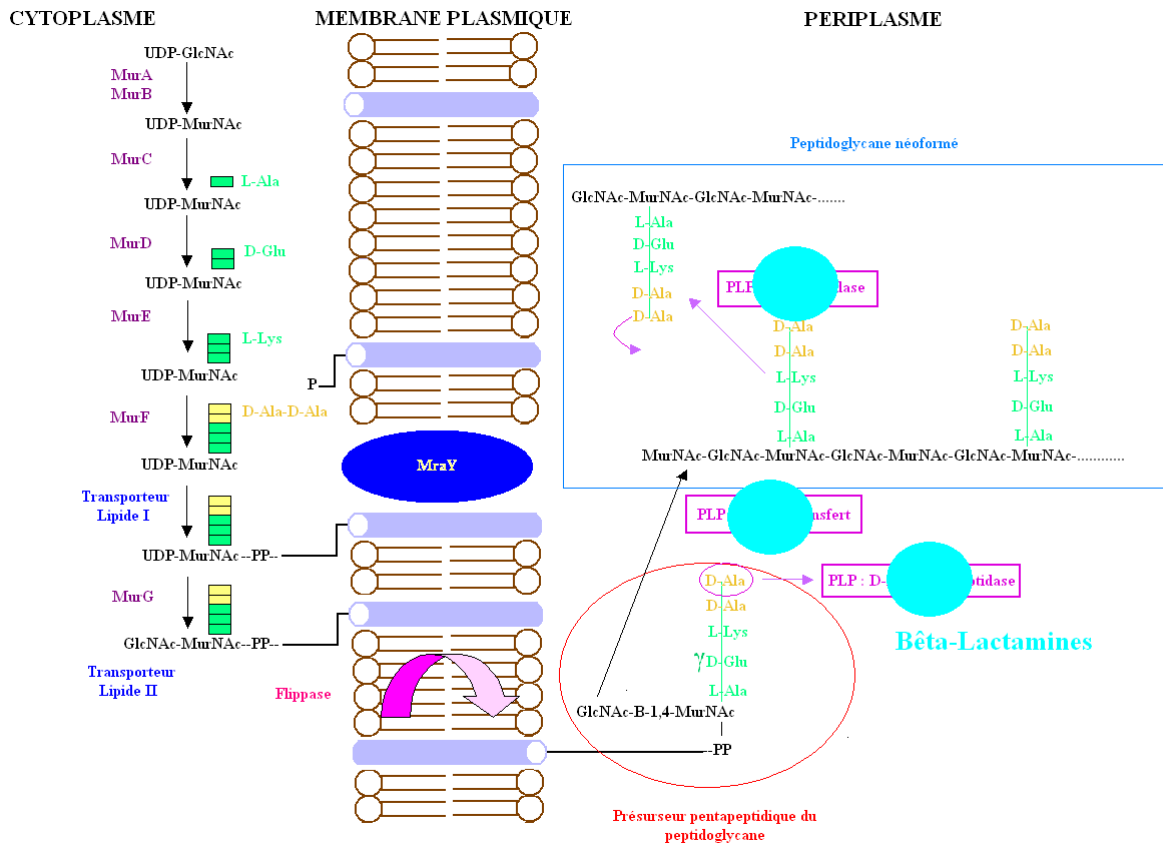 CYTOPLASME
MEMBRANE PLASMIQUE
PERIPLASME
UDP-GlcNAc
MurA
MurB
UDP-MurNAc
MurC
L-Ala
UDP-MurNAc
MurD
D-Glu
UDP-MurNAc
MurE
L-Lys
UDP-MurNAc
P
MurF
D-Ala-D-Ala
UDP-MurNAc
MraY
Transporteur
Lipide I
UDP-MurNAc--PP--
MurG
GlcNAc-MurNAc--PP--
Transporteur
Lipide II
Flippase
Peptidoglycane néoformé
GlcNAc-MurNAc-GlcNAc-MurNAc-.......
L-Ala
D-Glu
L-Lys
D-Ala
D-Ala
PLP
lase
D-Ala
D-Ala
L-Lys
D-Glu
L-Ala
D-Ala
D-Ala
L-Lys
D-Glu
L-Ala
MurNAc-GlcNAc-MurNAc-GlcNAc-MurNAc-GlcNAc-MurNAc-............
PLP
nsfert
D-Ala
D-Ala
L-Lys
γD-Glu
L-Ala
PLP : D-
tidase
Bêta-Lactamines
GlcNAc-B-1,4-MurNAc
--PP
Présurseur pentapeptidique du
peptidoglycane